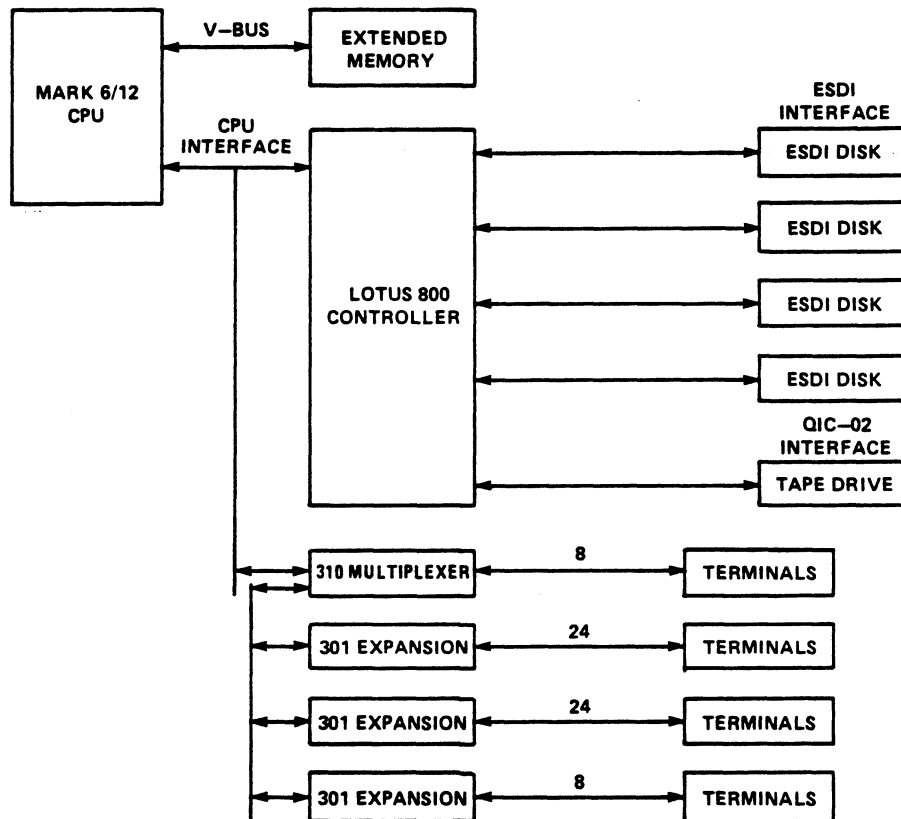 V-BUS
EXTENDED
MEMORY
MARK 6/12
CPU
CPU
INTERFACE
ESDI
INTERFACE
ESDI DISK
ESDI DISK
LOTUS 800
CONTROLLER
ESDI DISK
ESDI DISK
QIC-02
INTERFACE
TAPE DRIVE
310 MULTIPLEXER
8
TERMINALS
301 EXPANSION
24
TERMINALS
301 EXPANSION
24
TERMINALS
301 EXPANSION
8
TERMINALS